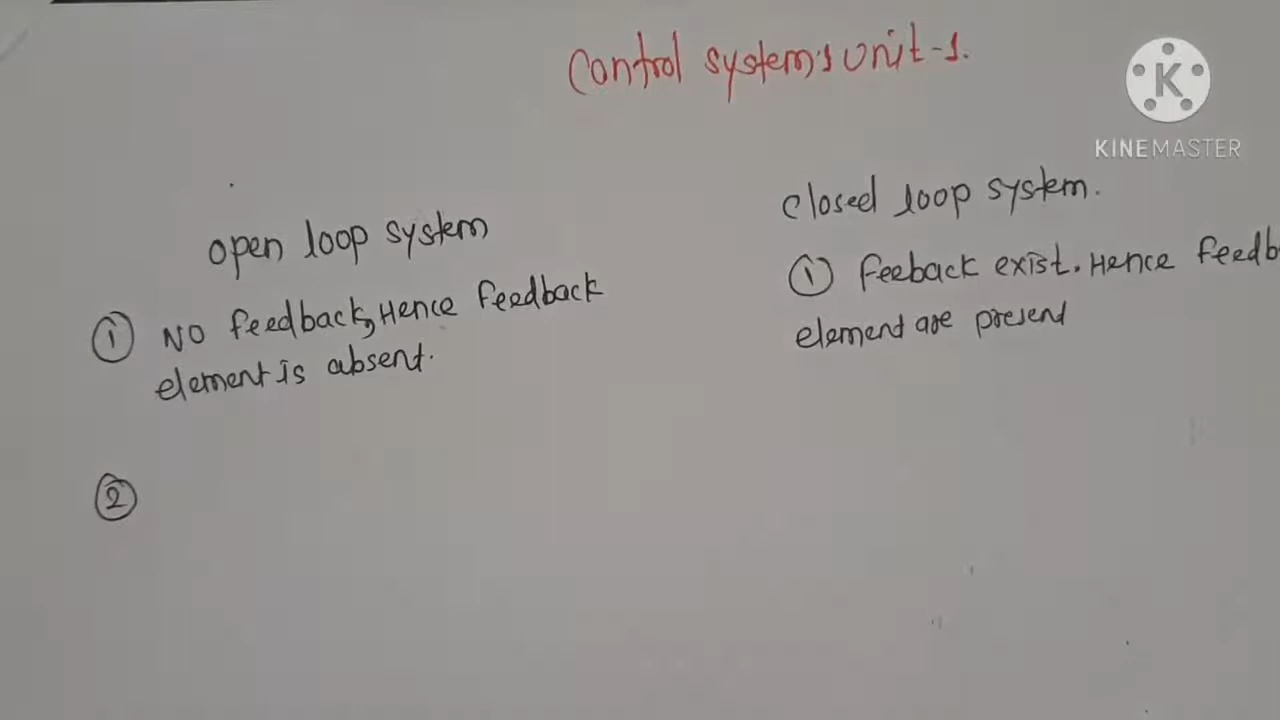 Control system's unit-1.
KINEMASTER
open loop system
① NO feedback, Hence feedback
element is absent.
②
closed loop system.
① feeback exist. Hence feedb
element are present